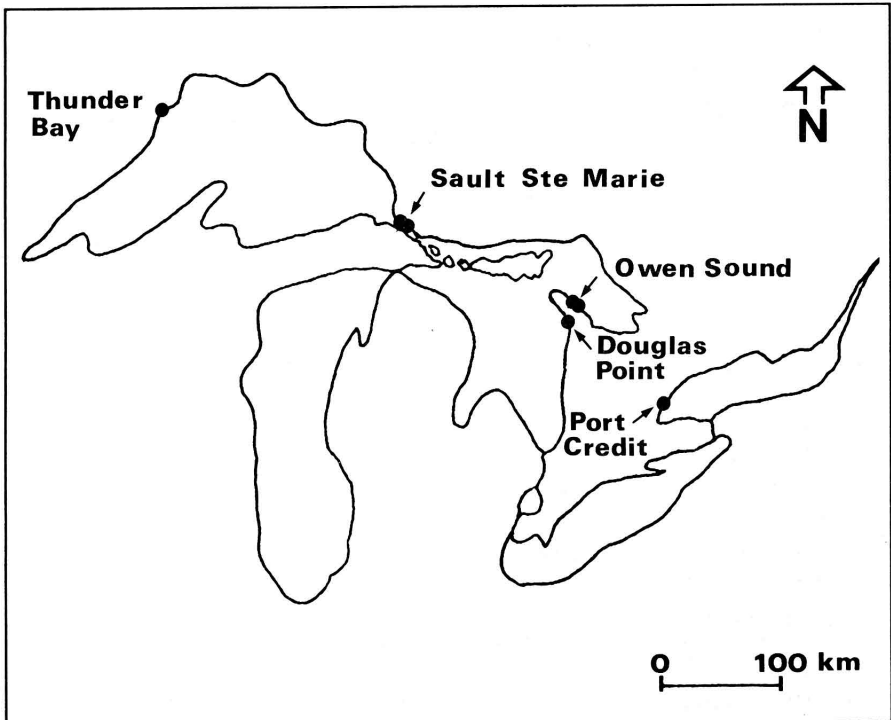 Thunder
Bay
N
Sault Ste Marie
Owen Sound
Douglas
Point
Port
Credit
0 100 km